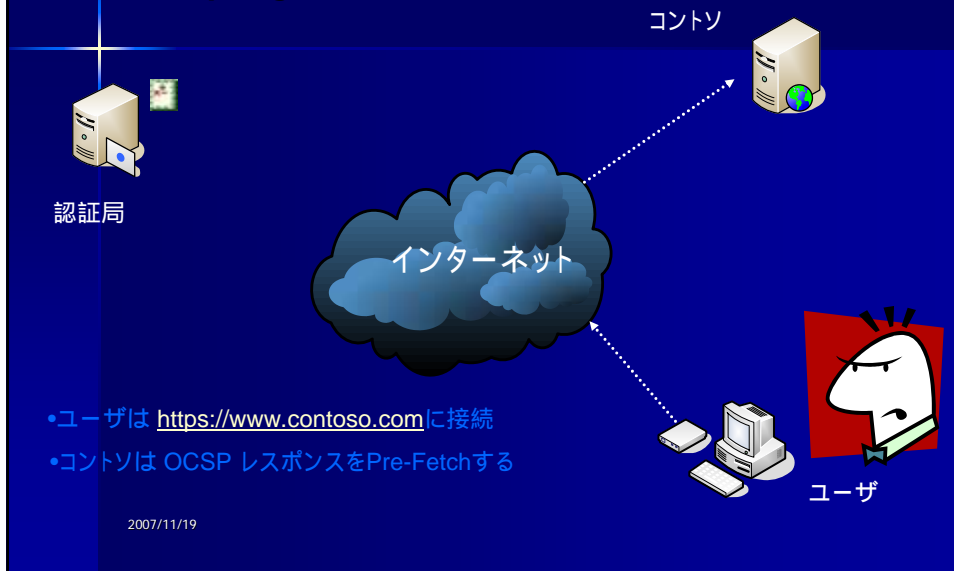 コントソ
認証局
インターネット
•ユーザは https://www.contoso.comに接続
•コントソは OCSP レスポンスをPre-Fetchする
ユーザ
2007/11/19